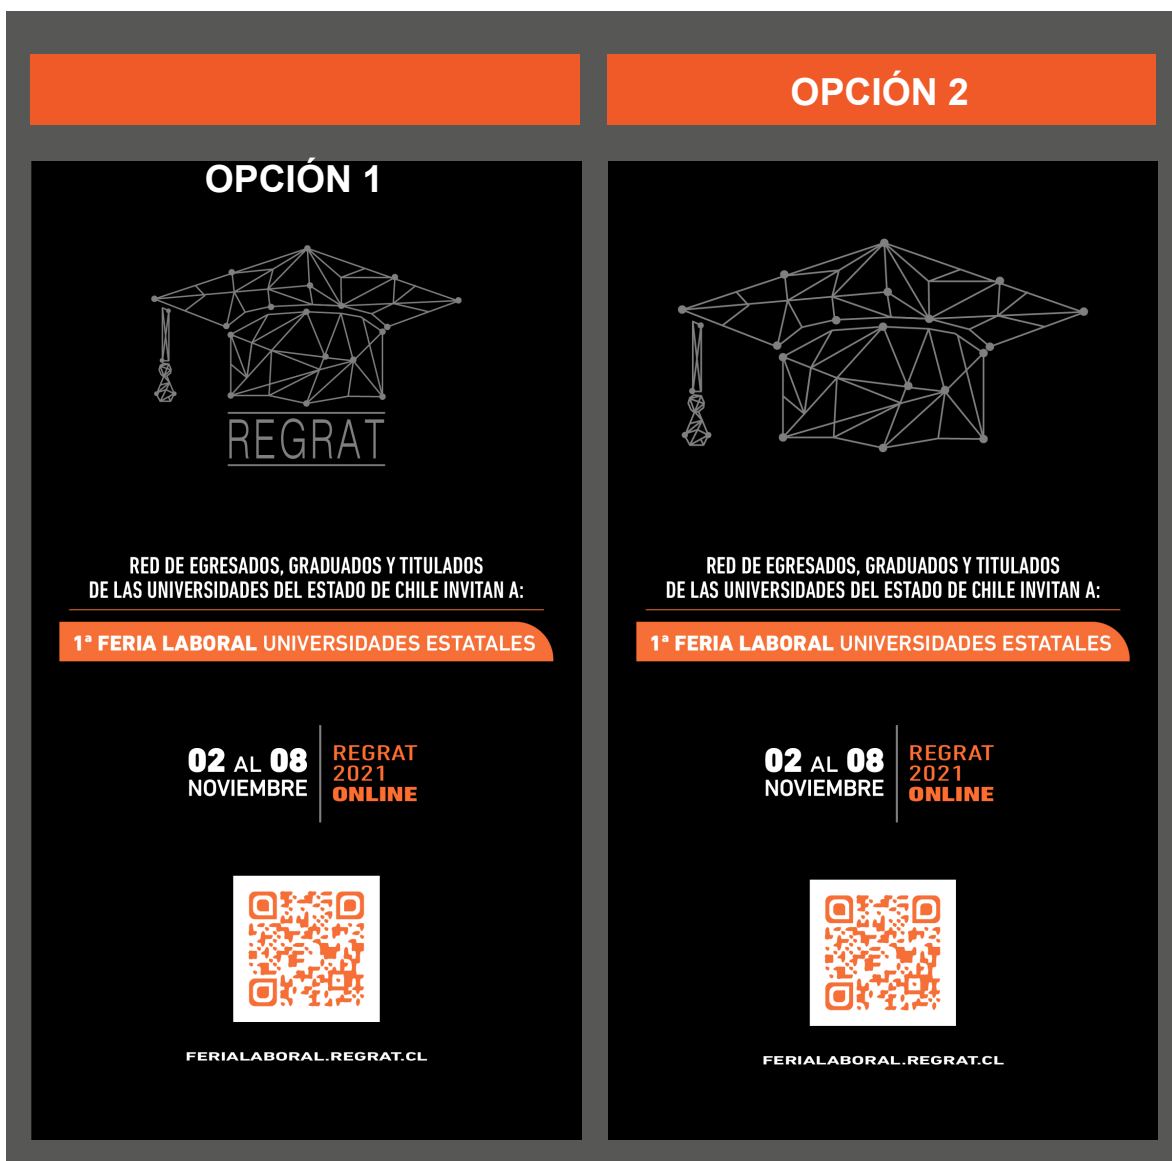 OPCIÓN 1
REGRAT
RED DE EGRESADOS, GRADUADOS Y TITULADOS
DE LAS UNIVERSIDADES DEL ESTADO DE CHILE INVITAN A:
1ª FERIA LABORAL UNIVERSIDADES ESTATALES
02 AL 08
NOVIEMBRE
REGRAT
2021
ONLINE
FERIALABORAL.REGRAT.CL
OPCIÓN 2
RED DE EGRESADOS, GRADUADOS Y TITULADOS
DE LAS UNIVERSIDADES DEL ESTADO DE CHILE INVITAN A:
1ª FERIA LABORAL UNIVERSIDADES ESTATALES
02 AL 08
NOVIEMBRE
REGRAT
2021
ONLINE
FERIALABORAL.REGRAT.CL